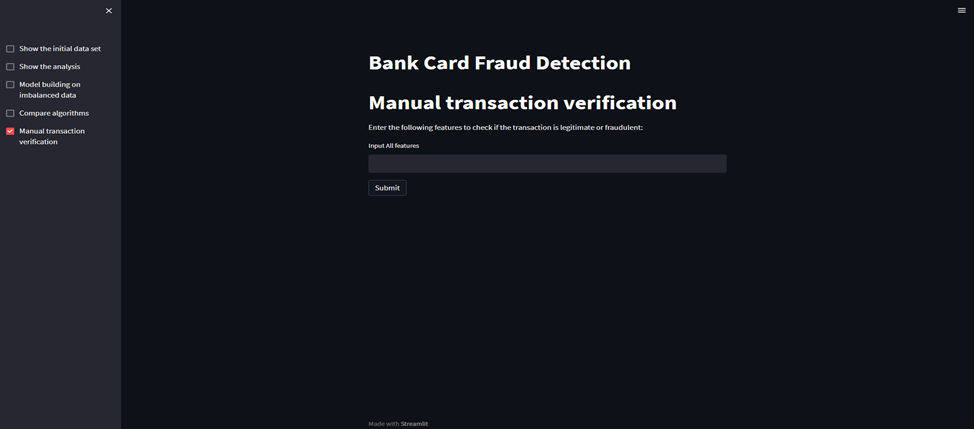 Show the initial data set
Show the analysis
Model building on
imbalanced data
Compare algorithms
Manual transaction
verification
Bank Card Fraud Detection
Manual transaction verification
Enter the following features to check if the transaction is legitimate or fraudulent:
Input All features
Submit
Made with Streamlit